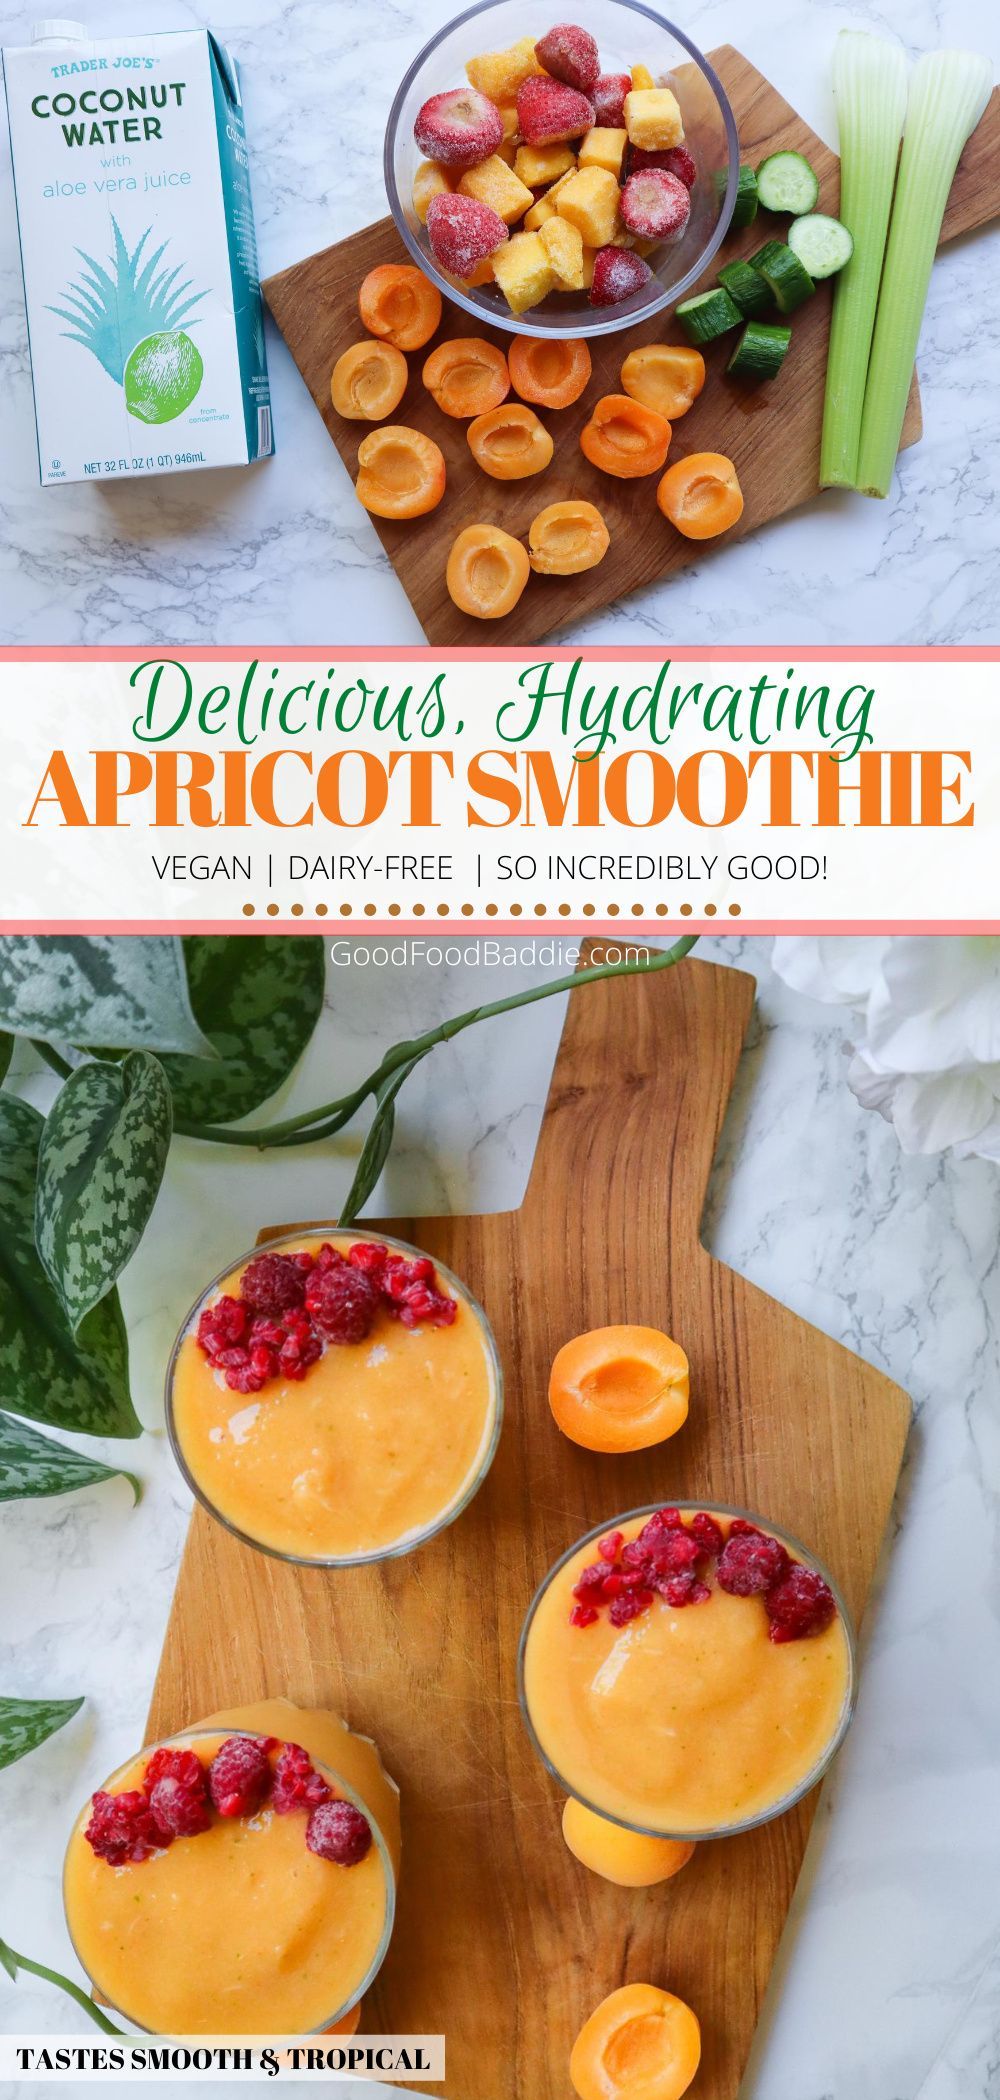 TRADER JOE'S
COCONUT
WATER
with
aloe vera juice
from
concentrate
PAREVE
NET 32 FL OZ (1 QT) 946mL
Delicious, Hydrating
APRICOT SMOOTHIE
VEGAN | DAIRY-FREE | SO INCREDIBLY GOOD!
GoodFoodBaddie.com
TASTES SMOOTH & TROPICAL